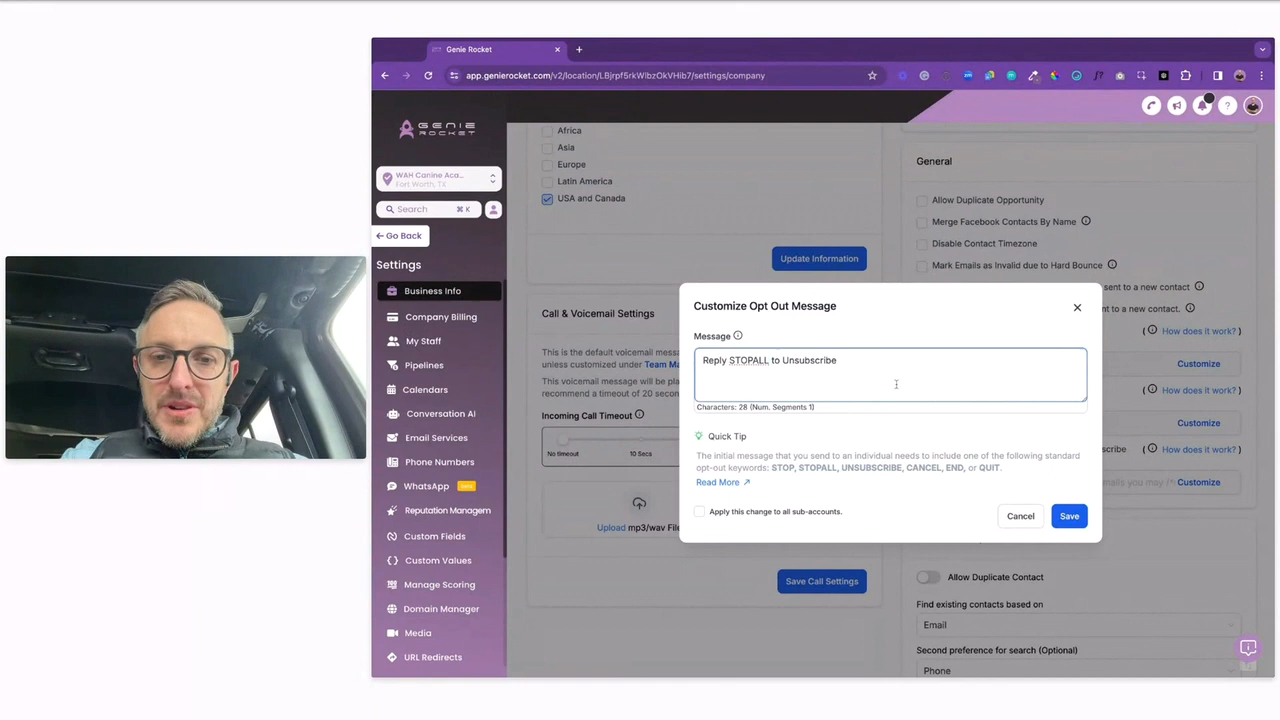 Genie Rocket
app.genierocket.com/v2/location/LBjrpf5rkWlbzOkVHib7/settings/company
GENIE
ROCKET
WAH Canine Aca...
Fort Worth, TX
Search ⌘ K
Go Back
Settings
Business Info
Company Billing
My Staff
Pipelines
Calendars
Conversation AI
Email Services
Phone Numbers
WhatsApp
Reputation Managem
Custom Fields
Custom Values
Manage Scoring
Domain Manager
Media
URL Redirects
Africa
Asia
Europe
Latin America
USA and Canada
Update Information
Call & Voicemail Settings
This is the default voicemail messa
unless customized under Team Ma
This voicemail message will be pla
recommend a timeout of 20 secon
Incoming Call Timeout
No timeout
10 Secs
Upload mp3/wav File
Save Call Settings
General
Allow Duplicate Opportunity
Merge Facebook Contacts By Name
Disable Contact Timezone
Mark Emails as Invalid due to Hard Bounce
sent to a new contact
t to a new contact.
( How does it work? )
Customize
( How does it work? )
Customize
scribe ( How does it work? )
emails you may Customize
Allow Duplicate Contact
Find existing contacts based on
Email
Second preference for search (Optional)
Phone
Customize Opt Out Message
Message
Reply STOPALL to Unsubscribe
Characters: 28 (Num. Segments 1)
Quick Tip
The initial message that you send to an individual needs to include one of the following standard
opt-out keywords: STOP, STOPALL, UNSUBSCRIBE, CANCEL, END, or QUIT.
Read More
Apply this change to all sub-accounts.
Cancel
Save